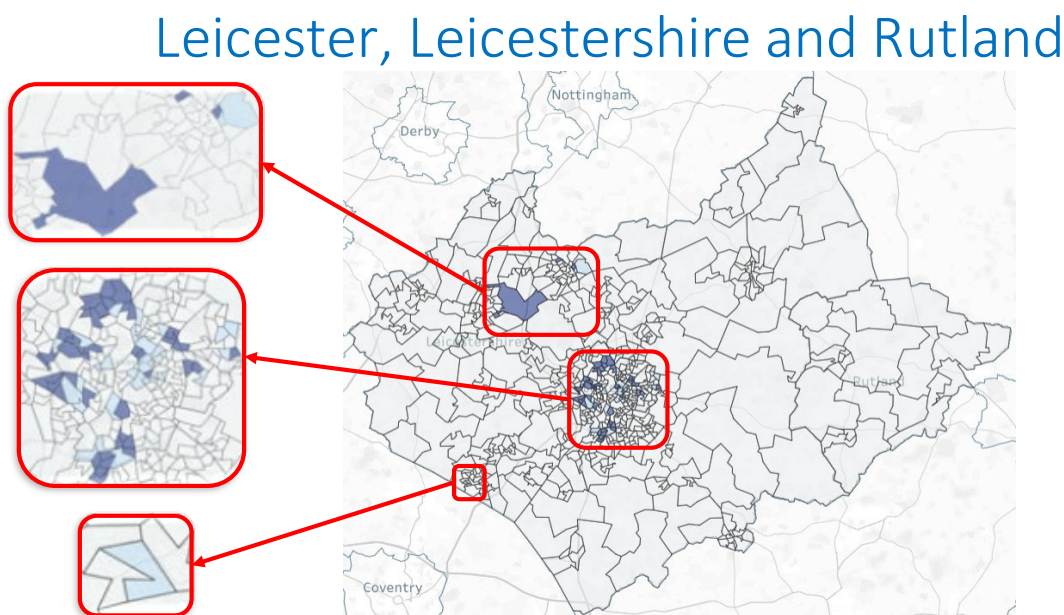 Leicester, Leicestershire and Rutland
Nottingham
Derby
Leicestershire
Rutland
Coventry